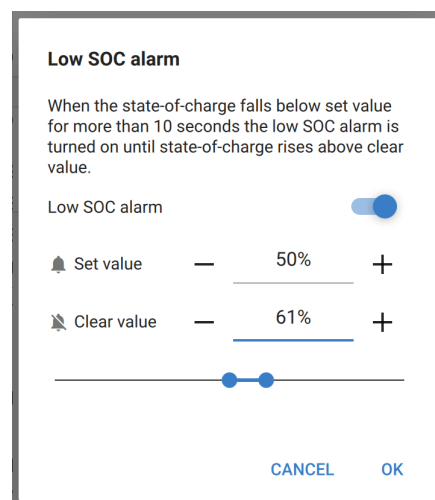 Low SOC alarm
When the state-of-charge falls below set value
for more than 10 seconds the low SOC alarm is
turned on until state-of-charge rises above clear
value.
Low SOC alarm
Set value — 50% +
Clear value — 61% +
CANCEL OK